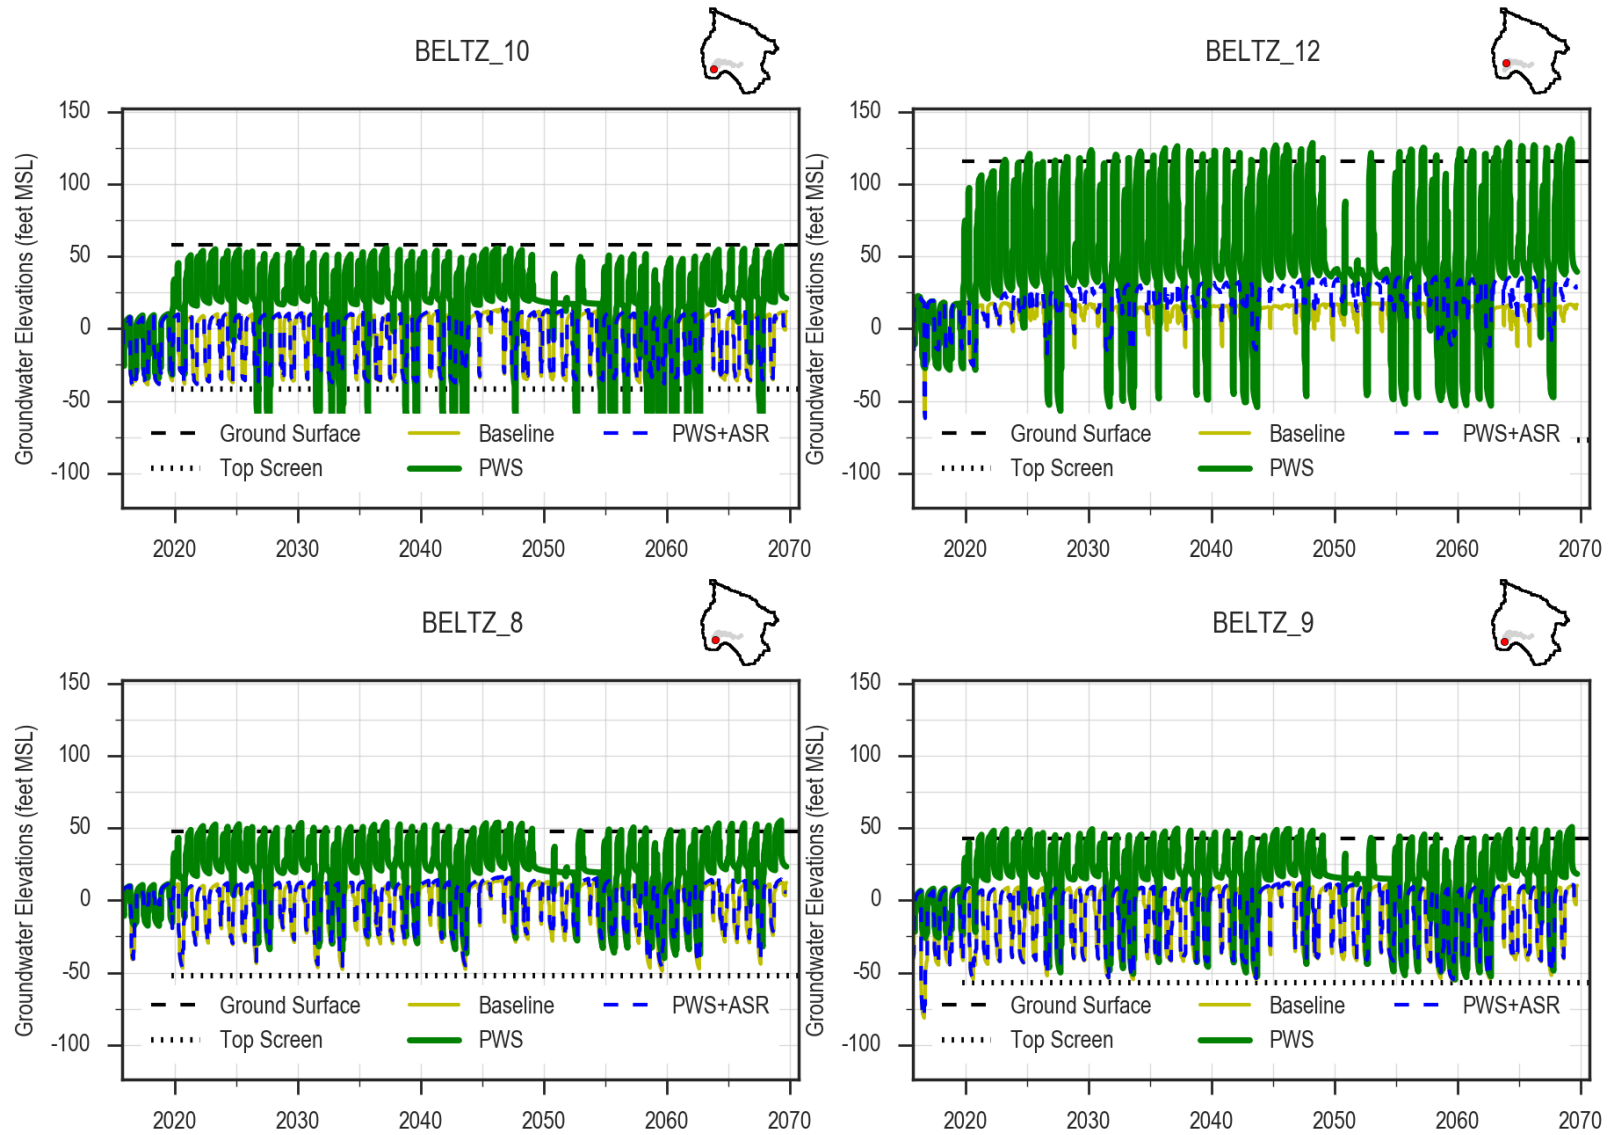 BELTZ_10
BELTZ_12
Groundwater Elevations (feet MSL)
150
100
50
0
-50
-100
Ground Surface Baseline PWS+ASR
Top Screen PWS
2020 2030 2040 2050 2060 2070
Groundwater Elevations (feet MSL)
150
100
50
0
-50
-100
Ground Surface Baseline PWS+ASR
Top Screen PWS
2020 2030 2040 2050 2060 2070
BELTZ_8
BELTZ_9
Groundwater Elevations (feet MSL)
150
100
50
0
-50
-100
Ground Surface Baseline PWS+ASR
Top Screen PWS
2020 2030 2040 2050 2060 2070
Groundwater Elevations (feet MSL)
150
100
50
0
-50
-100
Ground Surface Baseline PWS+ASR
Top Screen PWS
2020 2030 2040 2050 2060 2070